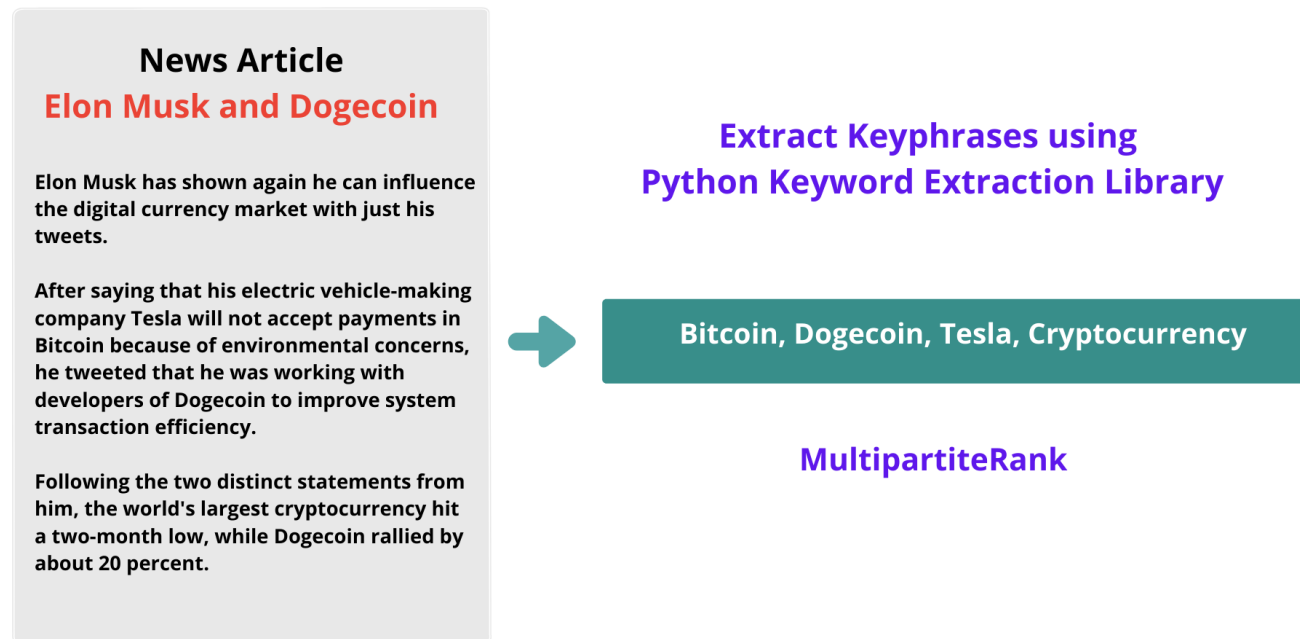 News Article
Elon Musk and Dogecoin
Elon Musk has shown again he can influence
the digital currency market with just his
tweets.
After saying that his electric vehicle-making
company Tesla will not accept payments in
Bitcoin because of environmental concerns,
he tweeted that he was working with
developers of Dogecoin to improve system
transaction efficiency.
Following the two distinct statements from
him, the world's largest cryptocurrency hit
a two-month low, while Dogecoin rallied by
about 20 percent.
Extract Keyphrases using
Python Keyword Extraction Library
Bitcoin, Dogecoin, Tesla, Cryptocurrency
MultipartiteRank